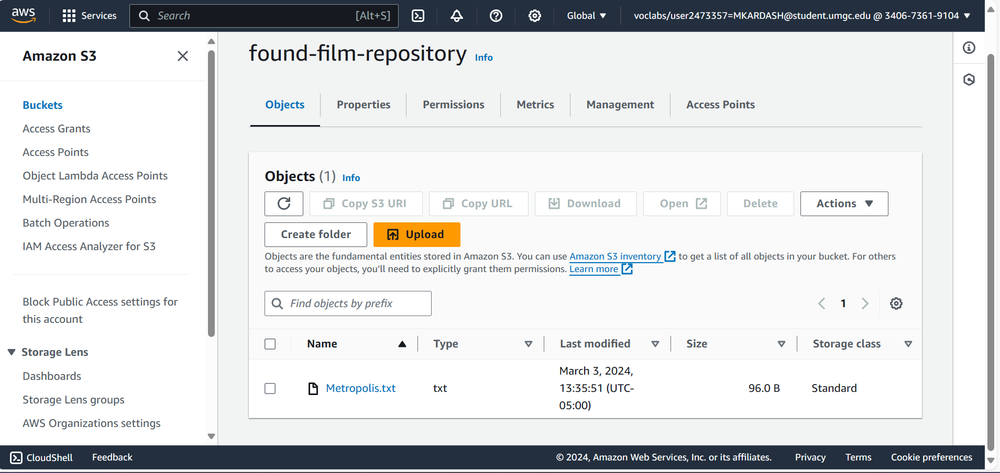 aws
Services
Search
[Alt+S]
Global
voclabs/user2473357=MKARDASH@student.umgc.edu @ 3406-7361-9104
Amazon S3
Buckets
Access Grants
Access Points
Object Lambda Access Points
Multi-Region Access Points
Batch Operations
IAM Access Analyzer for S3
Block Public Access settings for
this account
Storage Lens
Dashboards
Storage Lens groups
AWS Organizations settings
found-film-repository Info
Objects
Properties
Permissions
Metrics
Management
Access Points
Objects (1) Info
Copy S3 URI
Copy URL
Download
Open
Delete
Actions
Create folder
Upload
Objects are the fundamental entities stored in Amazon S3. You can use Amazon S3 inventory to get a list of all objects in your bucket. For others
to access your objects, you’ll need to explicitly grant them permissions. Learn more
Find objects by prefix
1
Name
Type
Last modified
Size
Storage class
Metropolis.txt
txt
March 3, 2024,
13:35:51 (UTC-
05:00)
96.0 B
Standard
CloudShell
Feedback
© 2024, Amazon Web Services, Inc. or its affiliates.
Privacy
Terms
Cookie preferences